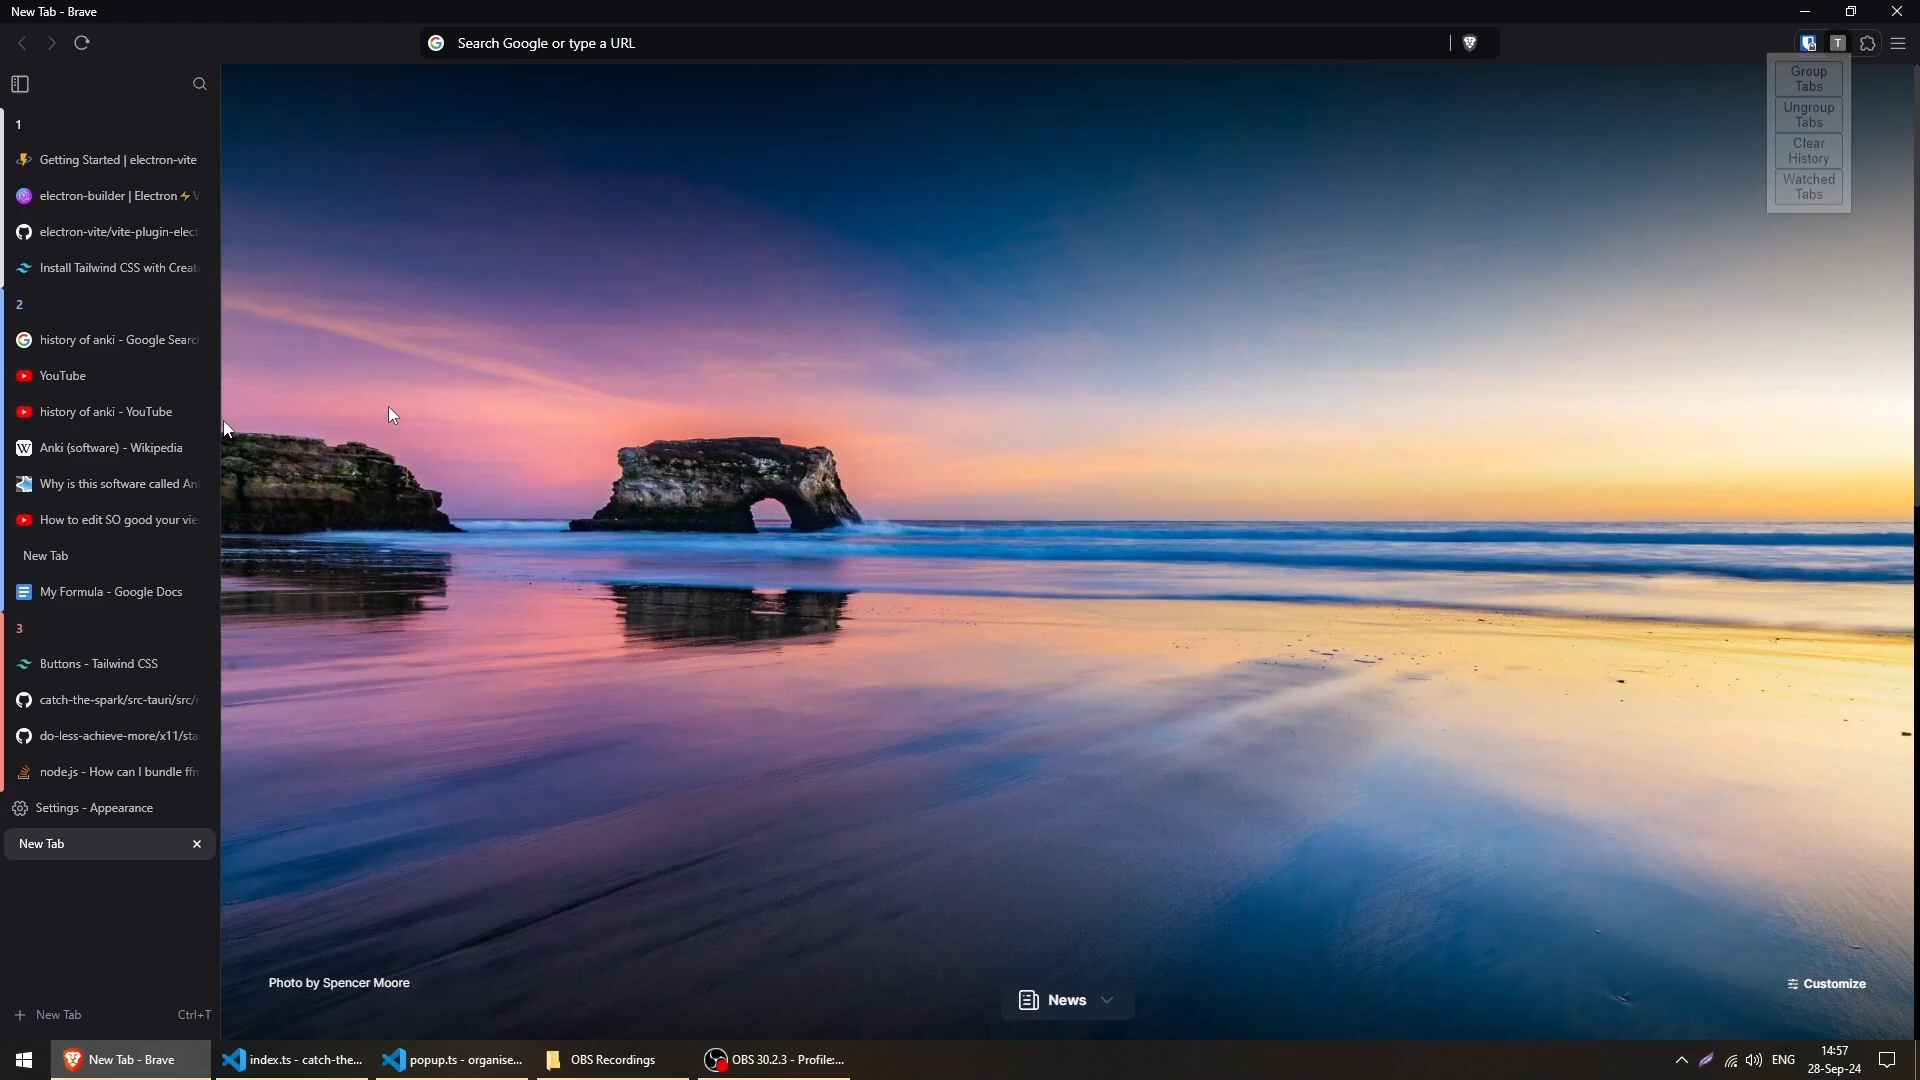 New Tab - Brave
Search Google or type a URL
T
Group
Tabs
Ungroup
Tabs
Clear
History
Watched
Tabs
1
Getting Started | electron-vite
electron-builder | Electron⚡V
electron-vite/vite-plugin-elect
Install Tailwind CSS with Create
2
history of anki - Google Search
YouTube
history of anki - YouTube
Anki (software) - Wikipedia
Why is this software called An
How to edit SO good your vie
New Tab
My Formula - Google Docs
3
Buttons - Tailwind CSS
catch-the-spark/src-tauri/src/
do-less-achieve-more/x11/sta
node.js - How can I bundle ffm
Settings - Appearance
New Tab
Photo by Spencer Moore
News
Customize
New Tab
Ctrl+T
New Tab - Brave
index.ts - catch-the...
popup.ts - organise...
OBS Recordings
OBS 30.2.3 - Profile:...
ENG
14:57
28-Sep-24